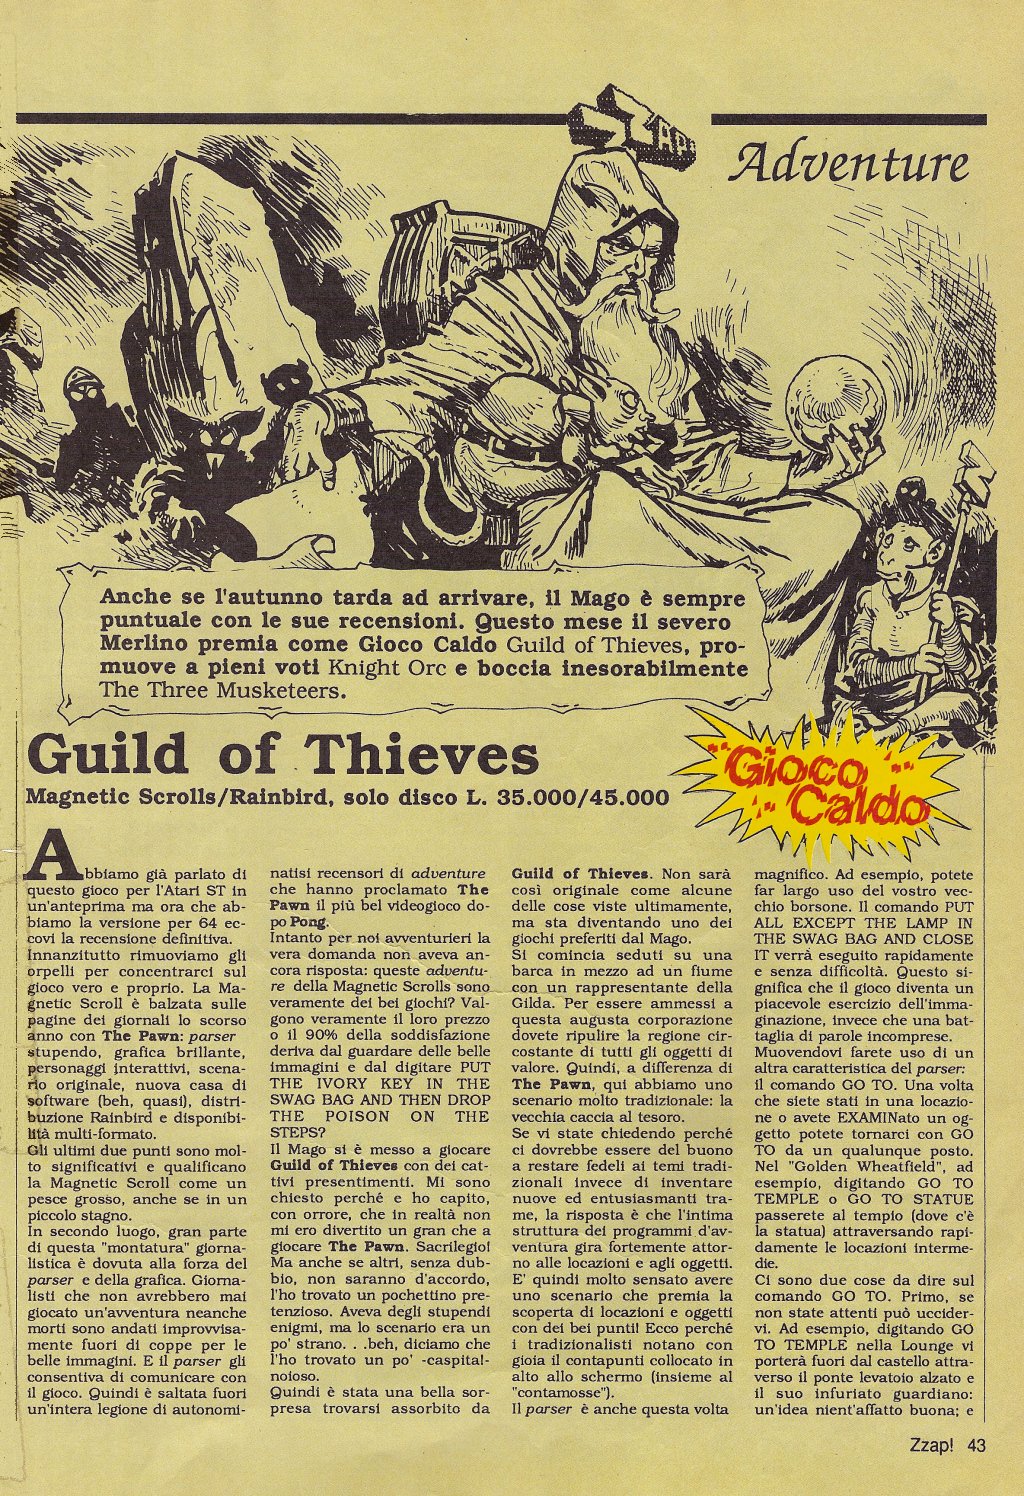 ZZAP!
Adventure
Anche se l'autunno tarda ad arrivare, il Mago è sempre
puntuale con le sue recensioni. Questo mese il severo
Merlino premia come Gioco Caldo Guild of Thieves, pro-
muove a pieni voti Knight Orc e boccia inesorabilmente
The Three Musketeers.
Guild of Thieves
Magnetic Scrolls/Rainbird, solo disco L. 35.000/45.000
"Gioco
Caldo"
Abbiamo già parlato di
questo gioco per l'Atari ST in
un'anteprima ma ora che ab-
biamo la versione per 64 ec-
covi la recensione definitiva.
Innanzitutto rimuoviamo gli
orpelli per concentrarci sul
gioco vero e proprio. La Ma-
gnetic Scroll è balzata sulle
pagine dei giornali lo scorso
anno con The Pawn: parser
stupendo, grafica brillante,
personaggi interattivi, scena-
rio originale, nuova casa di
software (beh, quasi), distri-
buzione Rainbird e disponibi-
lità multi-formato.
Gli ultimi due punti sono mol-
to significativi e qualificano
la Magnetic Scroll come un
pesce grosso, anche se in un
piccolo stagno.
In secondo luogo, gran parte
di questa "montatura" giorna-
listica è dovuta alla forza del
parser e della grafica. Giorna-
listi che non avrebbero mai
giocato un'avventura neanche
morti sono andati improvvisa-
mente fuori di coppe per le
belle immagini. E il parser gli
consentiva di comunicare con
il gioco. Quindi è saltata fuori
un'intera legione di autonomi-
natisi recensori di adventure
che hanno proclamato The
Pawn il più bel videogioco do-
po Pong.
Intanto per noi avventurieri la
vera domanda non aveva an-
cora risposta: queste adventu-
re della Magnetic Scrolls sono
veramente dei bei giochi? Val-
gono veramente il loro prezzo
o il 90% della soddisfazione
deriva dal guardare delle belle
immagini e dal digitare PUT
THE IVORY KEY IN THE
SWAG BAG AND THEN DROP
THE POISON ON THE
STEPS?
Il Mago si è messo a giocare
Guild of Thieves con dei cat-
tivi presentimenti. Mi sono
chiesto perché e ho capito,
con orrore, che in realtà non
mi ero divertito un gran che a
giocare The Pawn. Sacrilegio!
Ma anche se altri, senza dub-
bio, non saranno d'accordo,
l'ho trovato un pochettino pre-
tenzioso. Aveva degli stupendi
enigmi, ma lo scenario era un
po' strano. . .beh, diciamo che
l'ho trovato un po' -caspital-
noioso.
Quindi è stata una bella sor-
presa trovarsi assorbito da
Guild of Thieves. Non sarà
così originale come alcune
delle cose viste ultimamente,
ma sta diventando uno dei
giochi preferiti dal Mago.
Si comincia seduti su una
barca in mezzo ad un fiume
con un rappresentante della
Gilda. Per essere ammessi a
questa augusta corporazione
dovete ripulire la regione cir-
costante di tutti gli oggetti di
valore. Quindi, a differenza di
The Pawn, qui abbiamo uno
scenario molto tradizionale: la
vecchia caccia al tesoro.
Se vi state chiedendo perché
ci dovrebbe essere del buono
a restare fedeli ai temi tradi-
zionali invece di inventare
nuove ed entusiasmanti tra-
me, la risposta è che l'intima
struttura dei programmi d'av-
ventura gira fortemente attor-
no alle locazioni e agli oggetti.
E' quindi molto sensato avere
uno scenario che premia la
scoperta di locazioni e oggetti
con dei bei punti! Ecco perché
i tradizionalisti notano con
gioia il contapunti collocato in
alto allo schermo (insieme al
"contamosse").
Il parser è anche questa volta
magnifico. Ad esempio, potete
far largo uso del vostro vec-
chio borsone. Il comando PUT
ALL EXCEPT THE LAMP IN
THE SWAG BAG AND CLOSE
IT verrà eseguito rapidamente
e senza difficoltà. Questo si-
gnifica che il gioco diventa un
piacevole esercizio dell'imma-
ginazione, invece che una bat-
taglia di parole incomprese.
Muovendovi farete uso di un
altra caratteristica del parser:
il comando GO TO. Una volta
che siete stati in una locazio-
ne o avete EXAMINato un og-
getto potete tornarci con GO
TO da un qualunque posto.
Nel "Golden Wheatfield", ad
esempio, digitando GO TO
TEMPLE o GO TO STATUE
passerete al tempio (dove c'è
la statua) attraversando rapi-
damente le locazioni interme-
die.
Ci sono due cose da dire sul
comando GO TO. Primo, se
non state attenti può uccider-
vi. Ad esempio, digitando GO
TO TEMPLE nella Lounge vi
porterà fuori dal castello attra-
verso il ponte levatoio alzato e
il suo infuriato guardiano:
un'idea nient'affatto buona; e
Zzap! 43